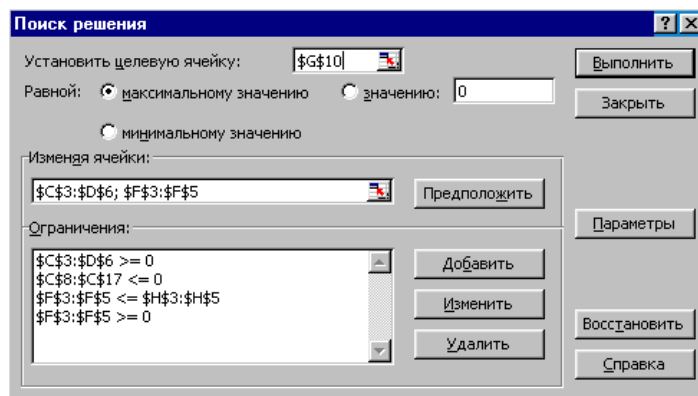 Поиск решения
Установить целевую ячейку: $G$10 Выполнить
Равной: максимальному значению значению: 0 Закрыть
минимальному значению
Изменяя ячейки:
$C$3:$D$6; $F$3:$F$5 Предположить
Ограничения: Параметры
$C$3:$D$6 >= 0 Добавить
$C$8:$C$17 <= 0
$F$3:$F$5 <= $H$3:$H$5 Изменить
$F$3:$F$5 >= 0 Восстановить
Удалить
Справка